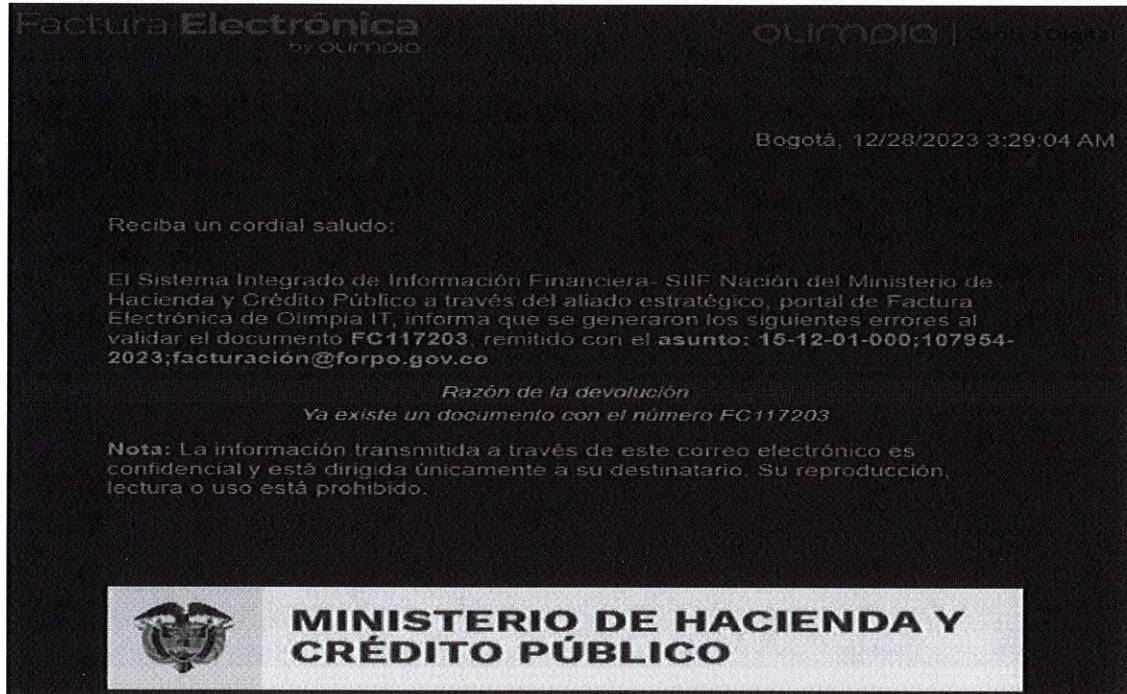 Factura Electrónica
by OLIMPIA
OLIMPIA |
Bogotá, 12/28/2023 3:29:04 AM
Reciba un cordial saludo:
El Sistema Integrado de Información Financiera- SIIF Nación del Ministerio de
Hacienda y Crédito Público a través del aliado estratégico, portal de Factura
Electrónica de Olimpia IT, informa que se generaron los siguientes errores al
validar el documento FC117203, remitido con el asunto: 15-12-01-000;107954-
2023;facturación@forpo.gov.co
Razón de la devolución
Ya existe un documento con el número FC117203
Nota: La información transmitida a través de este correo electrónico es
confidencial y está dirigida únicamente a su destinatario. Su reproducción,
lectura o uso está prohibido.
MINISTERIO DE HACIENDA Y
CRÉDITO PÚBLICO